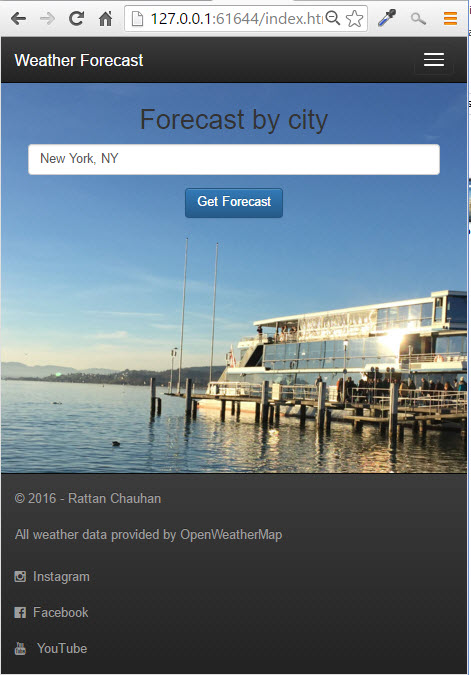 127.0.0.1:61644/index.ht
Weather Forecast
Forecast by city
New York, NY
Get Forecast
© 2016 - Rattan Chauhan
All weather data provided by OpenWeatherMap
Instagram
Facebook
YouTube